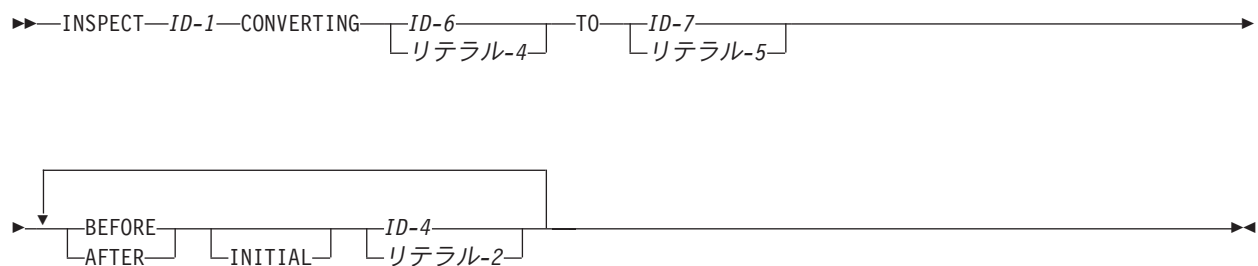 INSPECT ID-1 CONVERTING ID-6 TO ID-7
リテラル-4 リテラル-5
BEFORE ID-4
AFTER INITIAL リテラル-2